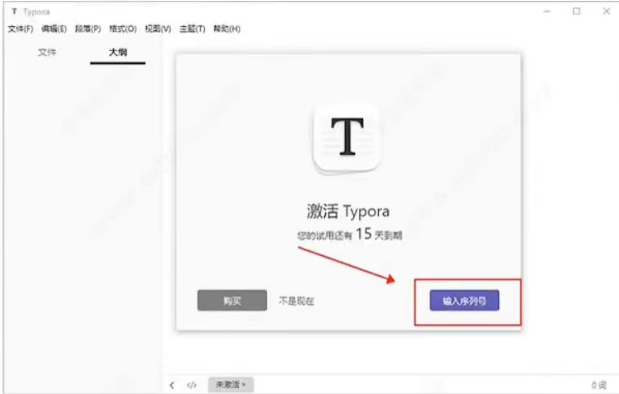 T Typora
文件(F) 编辑(E) 段落(P) 格式(O) 视图(V) 主题(T) 帮助(H)
文件 大纲
T
激活 Typora
您的试用还有 15 天到期
购买 不是现在 输入序列号
< </> 未激活 × 0 词